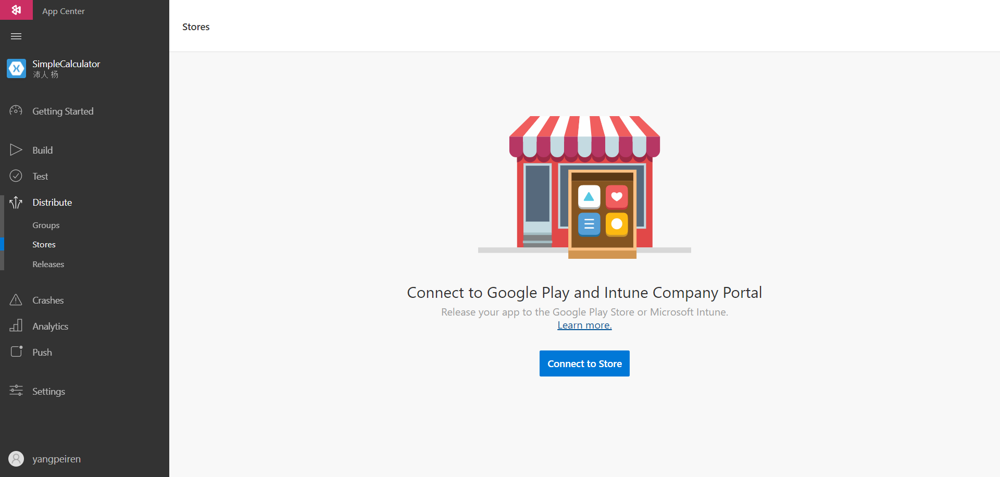 App Center
SimpleCalculator
沛人 杨
Getting Started
Build
Test
Distribute
Groups
Stores
Releases
Crashes
Analytics
Push
Settings
yangpeiren
Stores
Connect to Google Play and Intune Company Portal
Release your app to the Google Play Store or Microsoft Intune.
Learn more.
Connect to Store